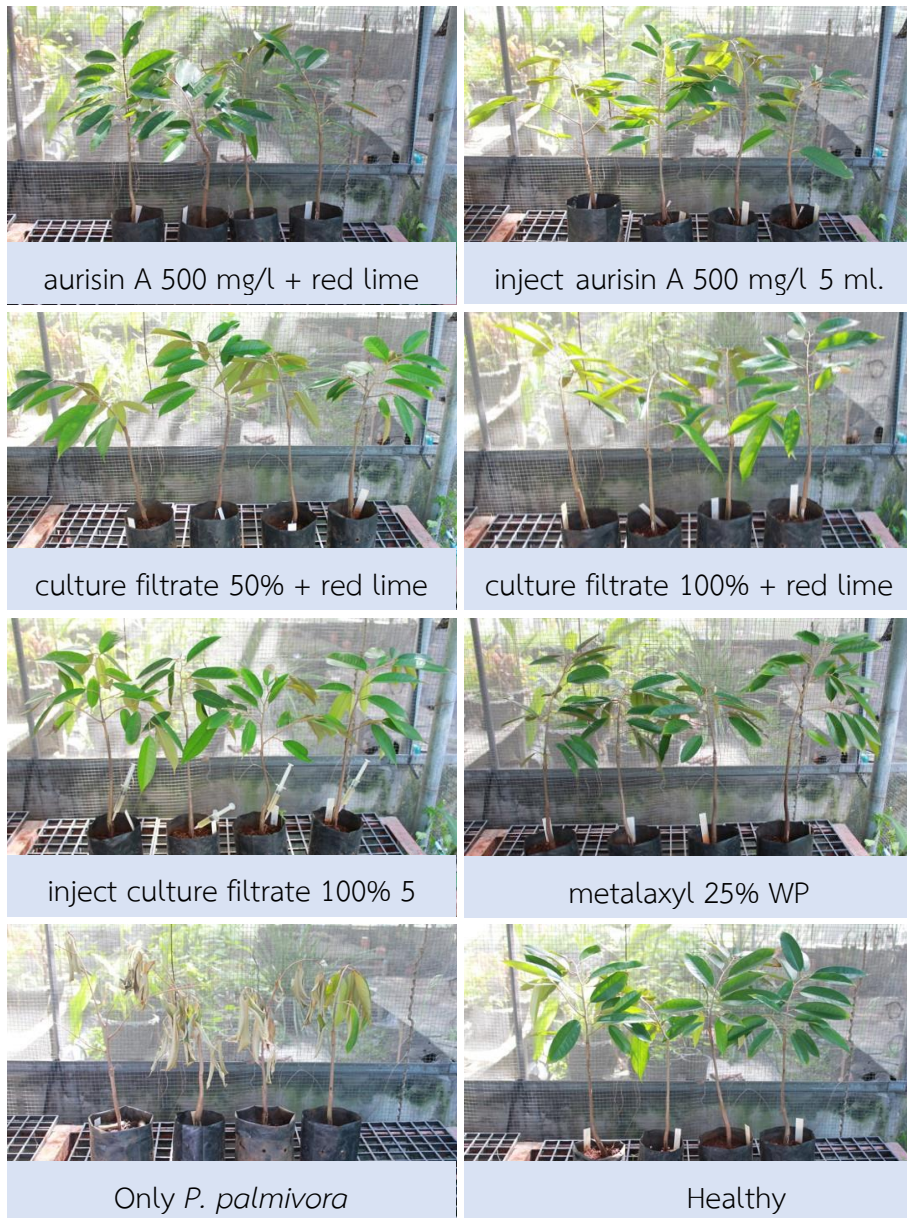 aurisin A 500 mg/l + red lime
inject aurisin A 500 mg/l 5 ml.
culture filtrate 50% + red lime
culture filtrate 100% + red lime
inject culture filtrate 100% 5
metalaxyl 25% WP
Only P. palmivora
Healthy